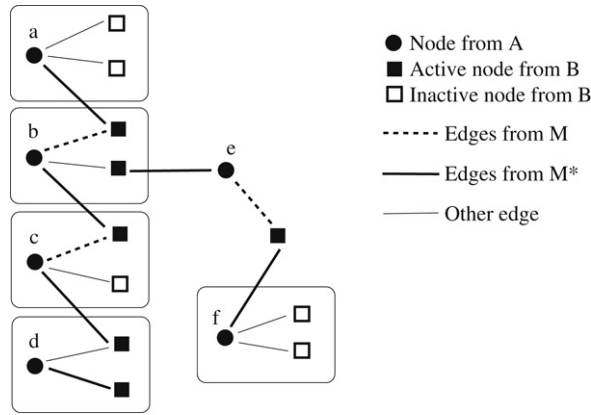 a
b
c
d
e
f
Node from A
Active node from B
Inactive node from B
Edges from M
Edges from M*
Other edge